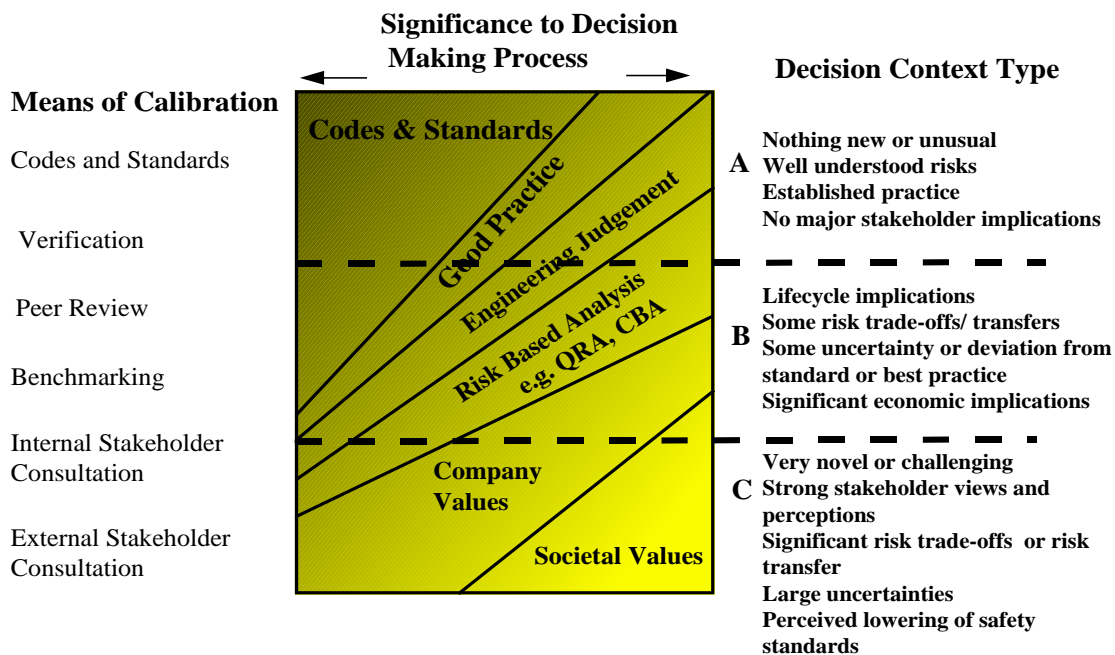 Significance to Decision
Making Process
Means of Calibration
Codes and Standards
Verification
Peer Review
Benchmarking
Internal Stakeholder
Consultation
External Stakeholder
Consultation
Codes & Standards
Good Practice
Engineering Judgement
Risk Based Analysis
e.g. QRA, CBA
Company
Values
Societal Values
Decision Context Type
A
Nothing new or unusual
Well understood risks
Established practice
No major stakeholder implications
B
Lifecycle implications
Some risk trade-offs/ transfers
Some uncertainty or deviation from
standard or best practice
Significant economic implications
C
Very novel or challenging
Strong stakeholder views and
perceptions
Significant risk trade-offs or risk
transfer
Large uncertainties
Perceived lowering of safety
standards